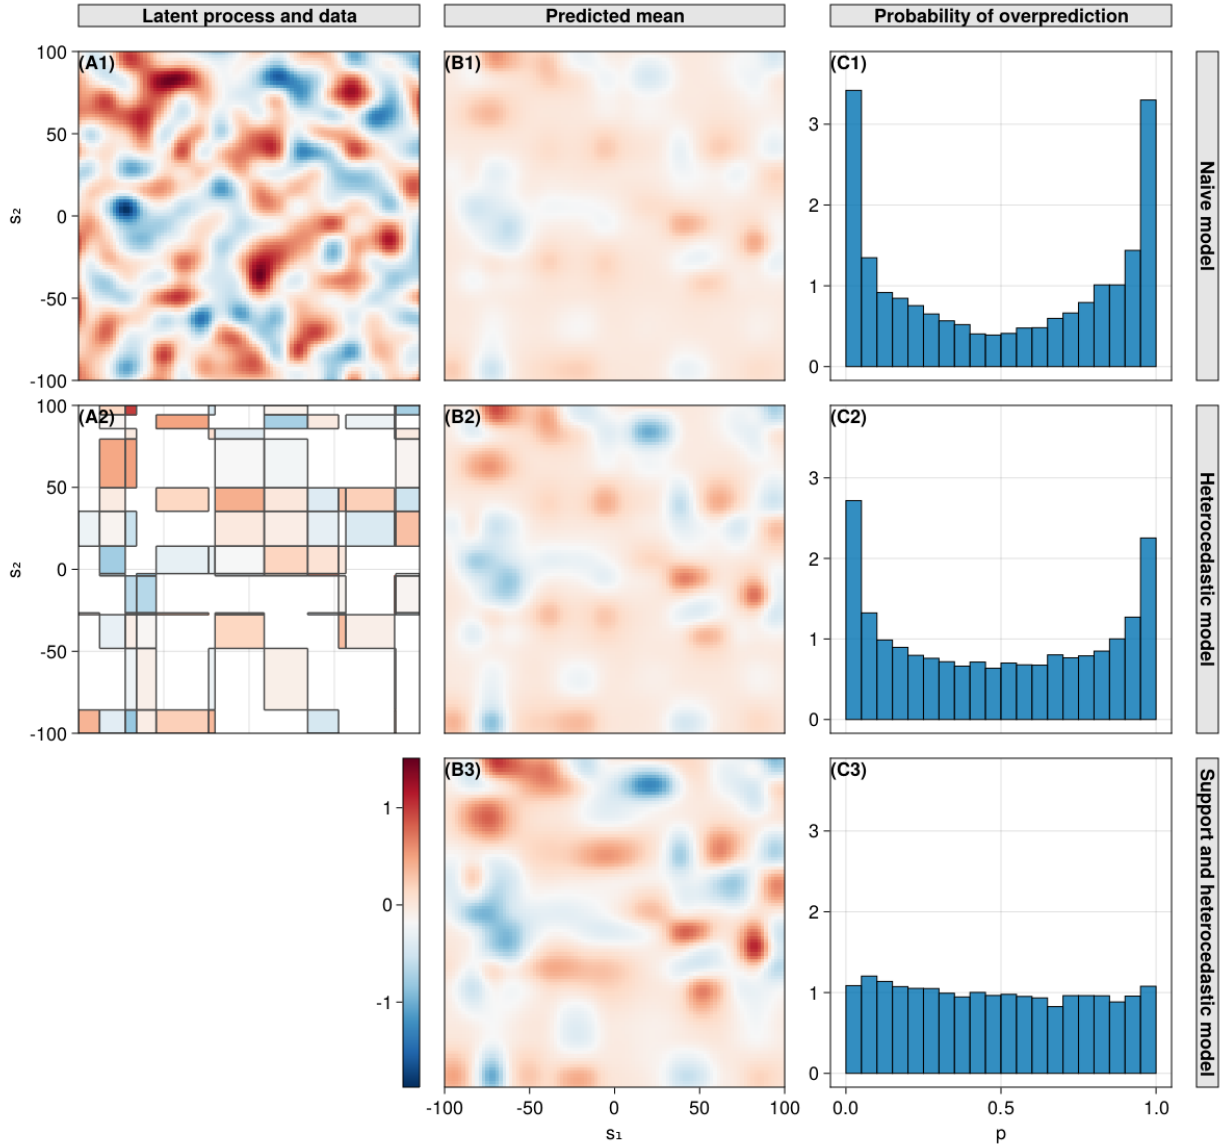 Latent process and data
Predicted mean
Probability of overprediction
(A1)
100
50
0
-50
-100
s₂
(B1)
(C1)
3
2
1
0
Naive model
(A2)
100
50
0
-50
-100
s₂
(B2)
(C2)
3
2
1
0
Heterocedastic model
1
0
-1
(B3)
-100
-50
0
50
100
s₁
(C3)
3
2
1
0
0.0
0.5
1.0
p
Support and heterocedastic model